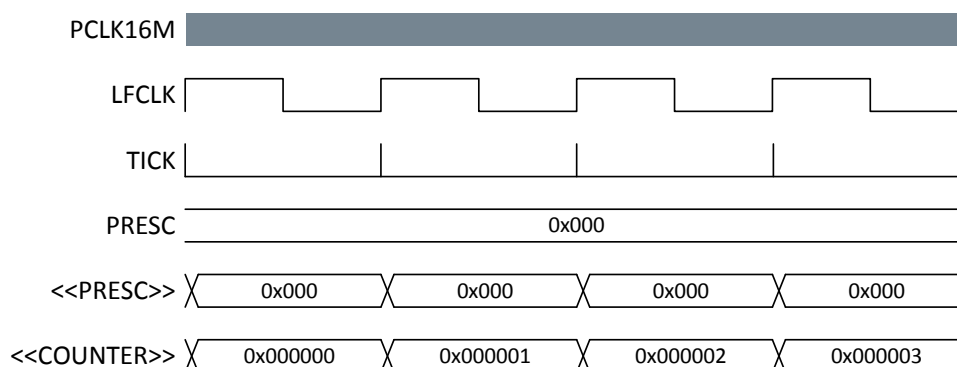 PCLK16M
LFCLK
TICK
PRESC 0x000
<<PRESC>> 0x000 0x000 0x000 0x000
<<COUNTER>> 0x000000 0x000001 0x000002 0x000003